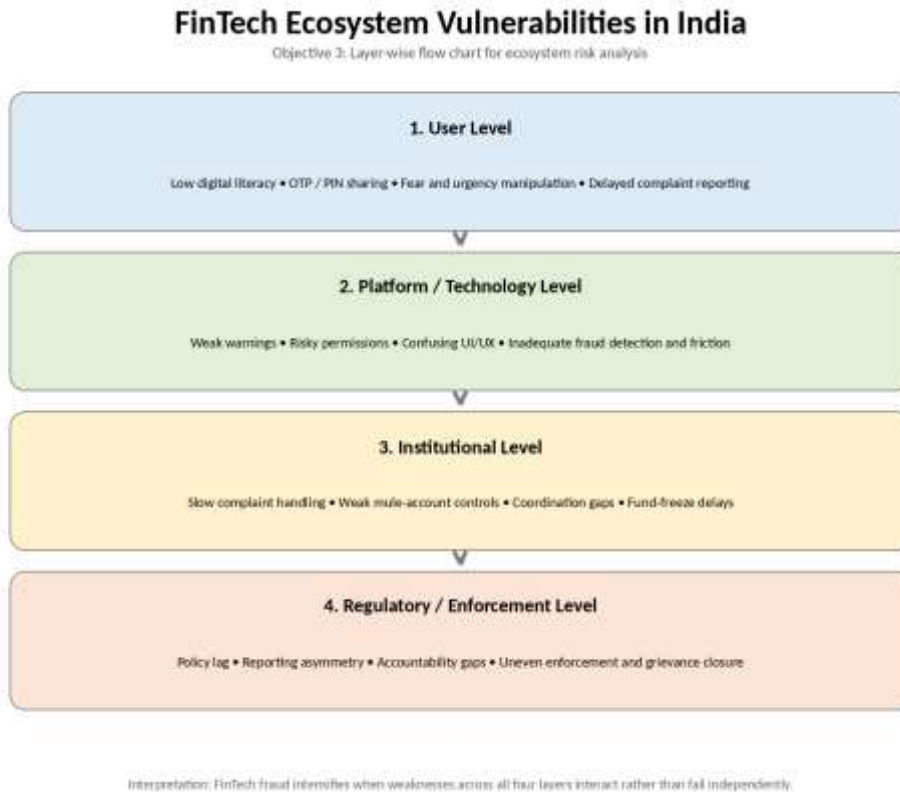 FinTech Ecosystem Vulnerabilities in India
Objective 3: Layer-wise flow chart for ecosystem risk analysis
1. User Level
Low digital literacy • OTP / PIN sharing • Fear and urgency manipulation • Delayed complaint reporting
2. Platform / Technology Level
Weak warnings • Risky permissions • Confusing UI/UX • Inadequate fraud detection and friction
3. Institutional Level
Slow complaint handling • Weak mule-account controls • Coordination gaps • Fund-freeze delays
4. Regulatory / Enforcement Level
Policy lag • Reporting asymmetry • Accountability gaps • Uneven enforcement and grievance closure
Interpretation: FinTech fraud intensifies when weaknesses across all four layers interact rather than fail independently.